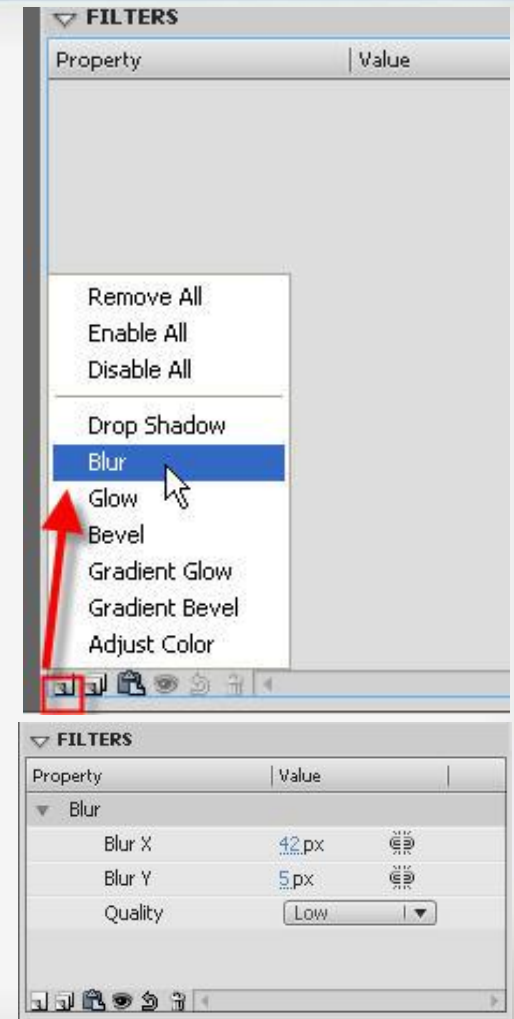 FILTERS
Property Value
Remove All
Enable All
Disable All
Drop Shadow
Blur
Glow
Bevel
Gradient Glow
Gradient Bevel
Adjust Color
FILTERS
Property Value
Blur
Blur X 42 px
Blur Y 5 px
Quality Low